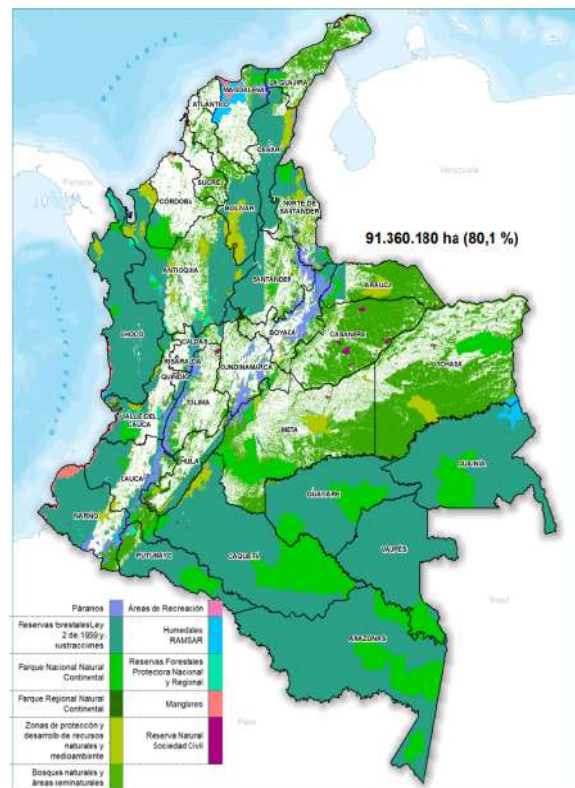 LA GUAJIRA
MAGDALENA
ATLÁNTICO
CESAR
Panamá
Venezuela
SUCRE
CÓRDOBA
BOLÍVAR
NORTE DE
SANTANDER
91.360.180 ha (80,1 %)
ANTIOQUIA
SANTANDER
ARAUCA
CHOCÓ
BOYACÁ
CASANARE
CALDAS
RISARALDA
CUNDINAMARCA
VICHADA
QUINDÍO
TOLIMA
VALLE DEL
CAUCA
META
HUILA
GUAINÍA
CAUCA
GUAVIARE
NARIÑO
VAUPÉS
PUTUMAYO
CAQUETÁ
Brasil
AMAZONAS
Perú
Páramos
Áreas de Recreación
Reservas forestalesLey
2 de 1959 y
sustracciones
Humedales
RAMSAR
Parque Nacional Natural
Continental
Reservas Forestales
Protectora Nacional
y Regional
Parque Regional Natural
Continental
Manglares
Zonas de protección y
desarrollo de recursos
naturales y
medioambiente
Reserva Natural
Sociedad Civil
Bosques naturales y
áreas seminaturales